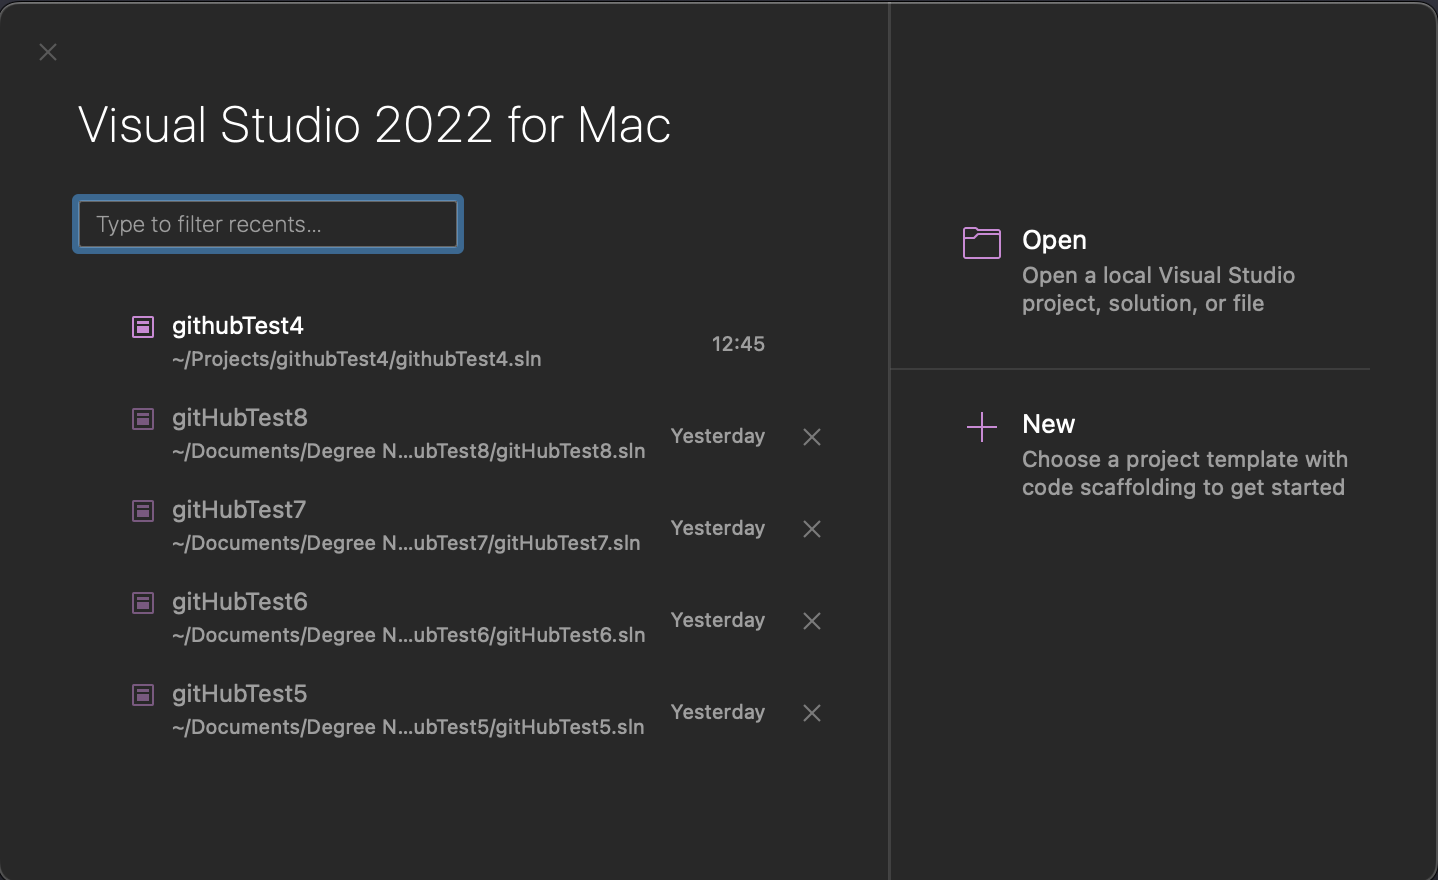 Visual Studio 2022 for Mac
Type to filter recents...
githubTest4
~/Projects/githubTest4/githubTest4.sln
12:45
gitHubTest8
~/Documents/Degree N...ubTest8/gitHubTest8.sln
Yesterday
gitHubTest7
~/Documents/Degree N...ubTest7/gitHubTest7.sln
Yesterday
gitHubTest6
~/Documents/Degree N...ubTest6/gitHubTest6.sln
Yesterday
gitHubTest5
~/Documents/Degree N...ubTest5/gitHubTest5.sln
Yesterday
Open
Open a local Visual Studio
project, solution, or file
New
Choose a project template with
code scaffolding to get started